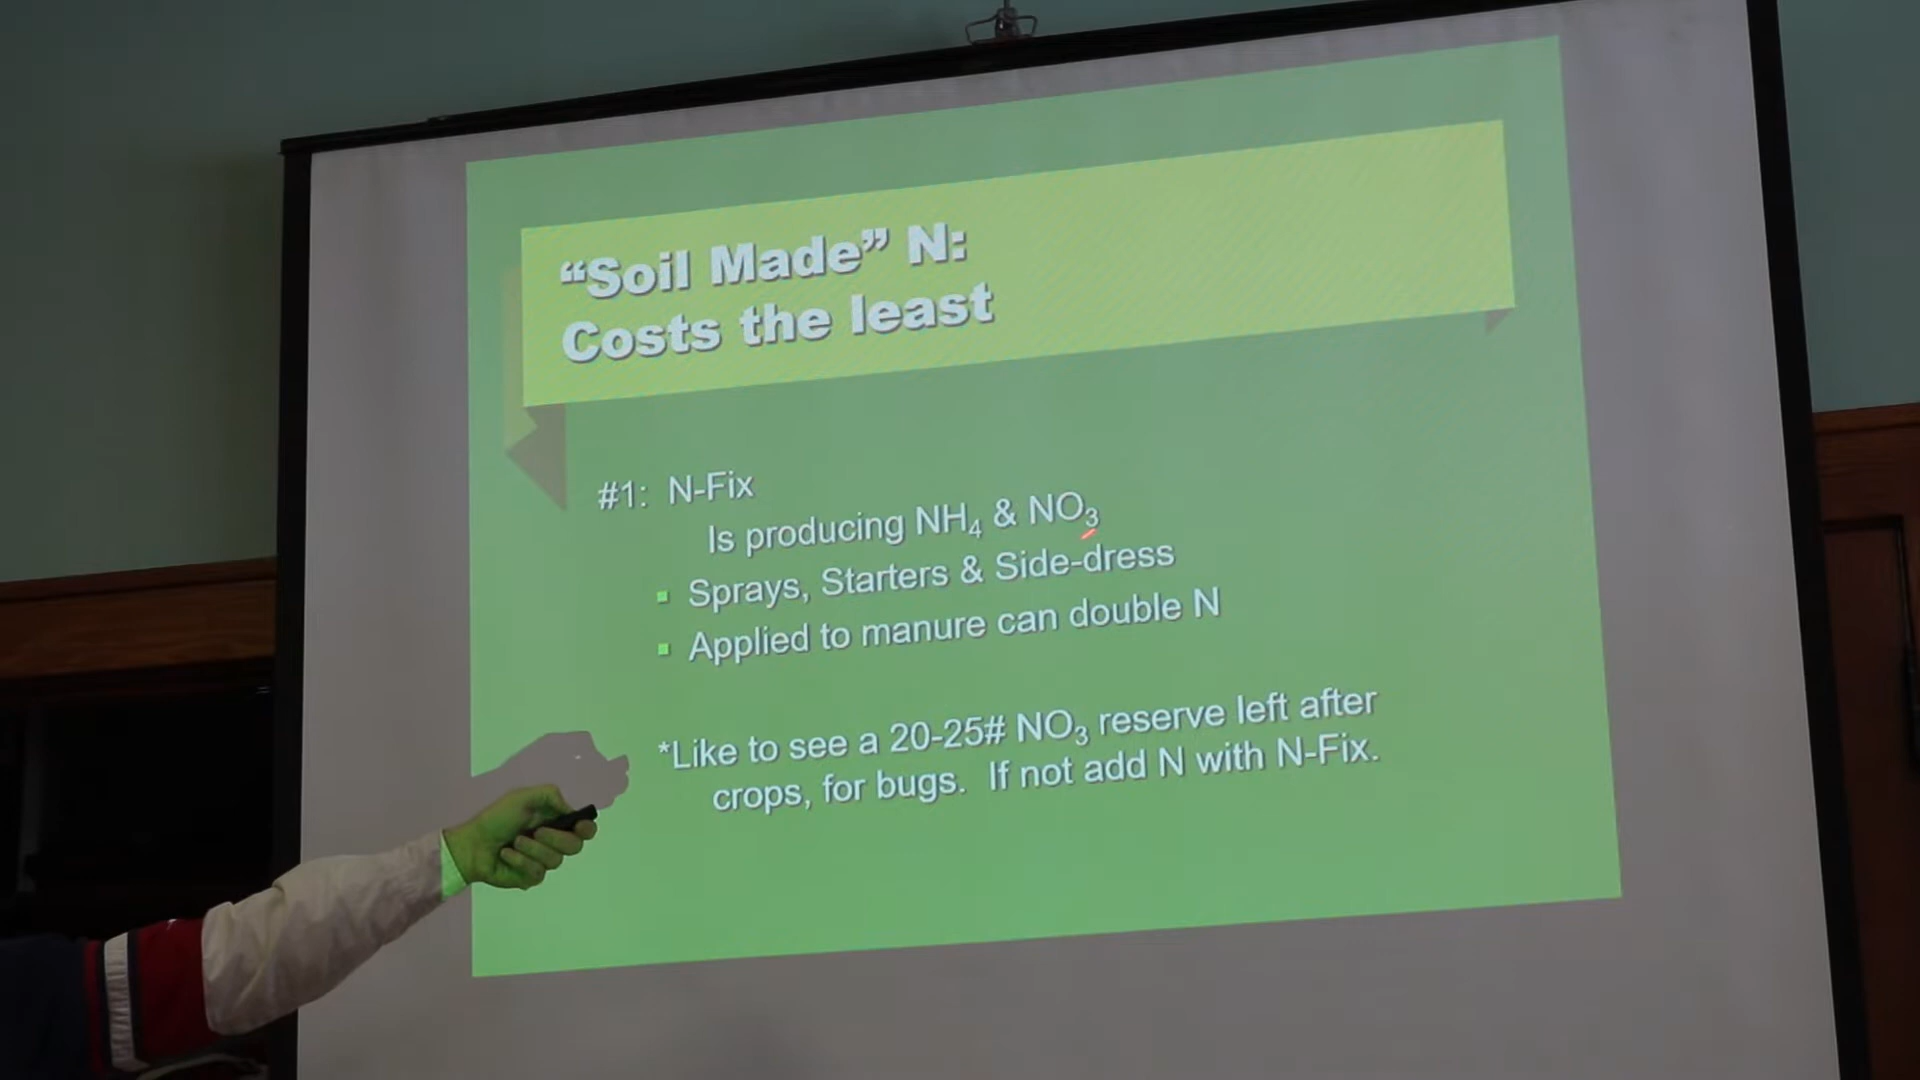 “Soil Made” N:
Costs the least
#1: N-Fix
Is producing NH₄ & NO₃
Sprays, Starters & Side-dress
Applied to manure can double N
*Like to see a 20-25# NO₃ reserve left after
crops, for bugs. If not add N with N-Fix.